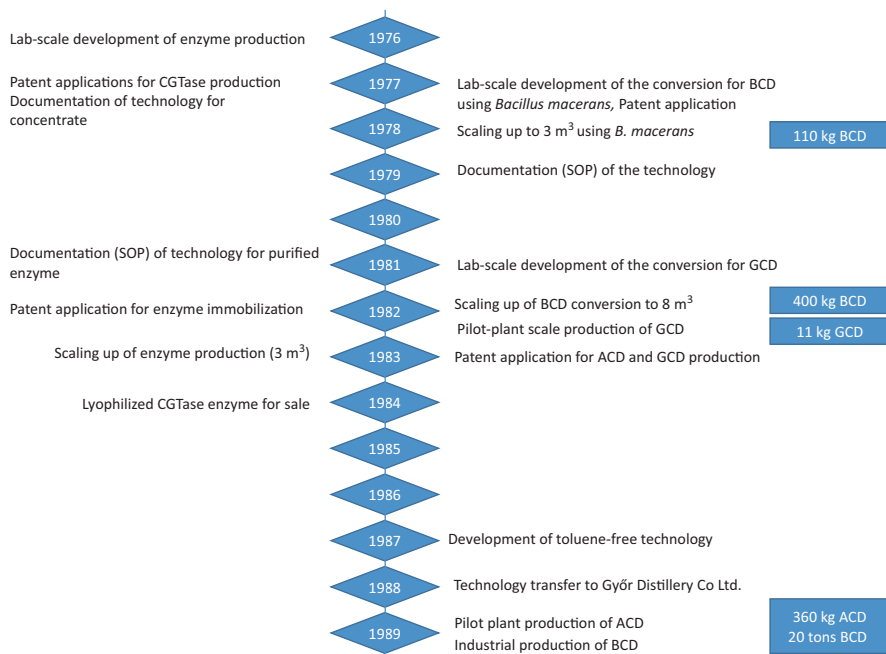 Lab-scale development of enzyme production
1976
Patent applications for CGTase production
Documentation of technology for
concentrate
1977
Lab-scale development of the conversion for BCD
using Bacillus macerans, Patent application
1978
Scaling up to 3 m³ using B. macerans
110 kg BCD
1979
Documentation (SOP) of the technology
1980
Documentation (SOP) of technology for purified
enzyme
1981
Lab-scale development of the conversion for GCD
Patent application for enzyme immobilization
1982
Scaling up of BCD conversion to 8 m³
400 kg BCD
Pilot-plant scale production of GCD
11 kg GCD
Scaling up of enzyme production (3 m³)
1983
Patent application for ACD and GCD production
Lyophilized CGTase enzyme for sale
1984
1985
1986
1987
Development of toluene-free technology
1988
Technology transfer to Győr Distillery Co Ltd.
1989
Pilot plant production of ACD
Industrial production of BCD
360 kg ACD
20 tons BCD